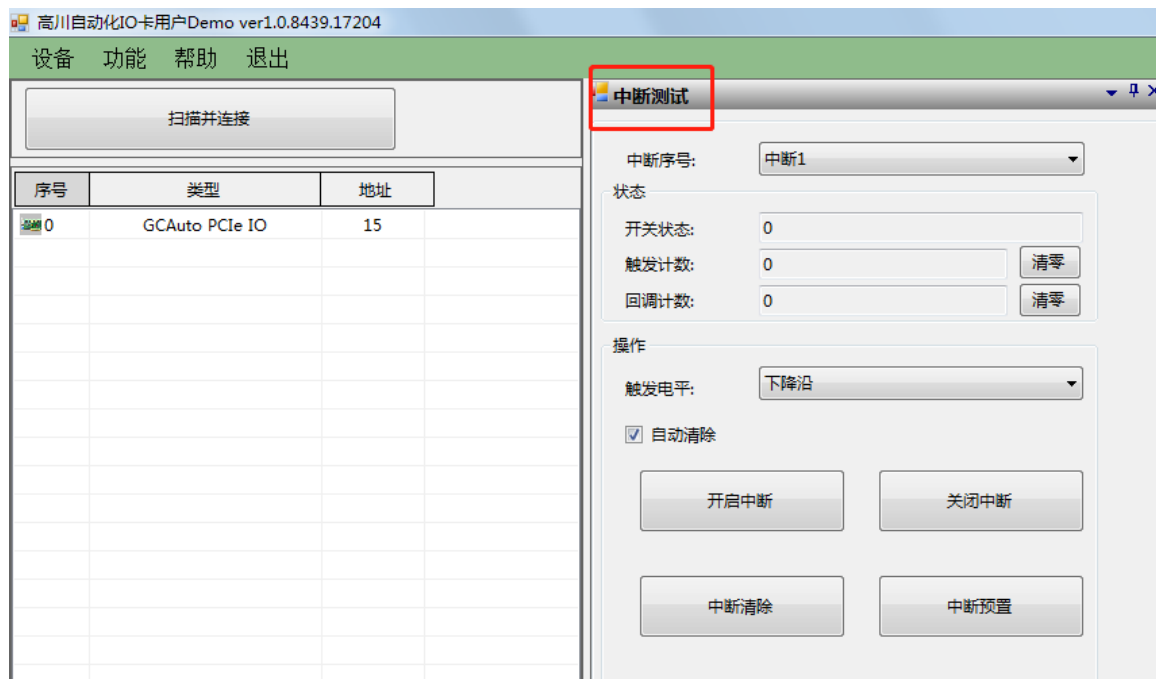 高川自动化IO卡用户Demo ver1.0.8439.17204
设备 功能 帮助 退出
扫描并连接
序号 类型 地址
0 GCAuto PCIe IO 15
中断测试
中断序号: 中断1
状态
开关状态: 0
触发计数: 0 清零
回调计数: 0 清零
操作
触发电平: 下降沿
自动清除
开启中断 关闭中断
中断清除 中断预置